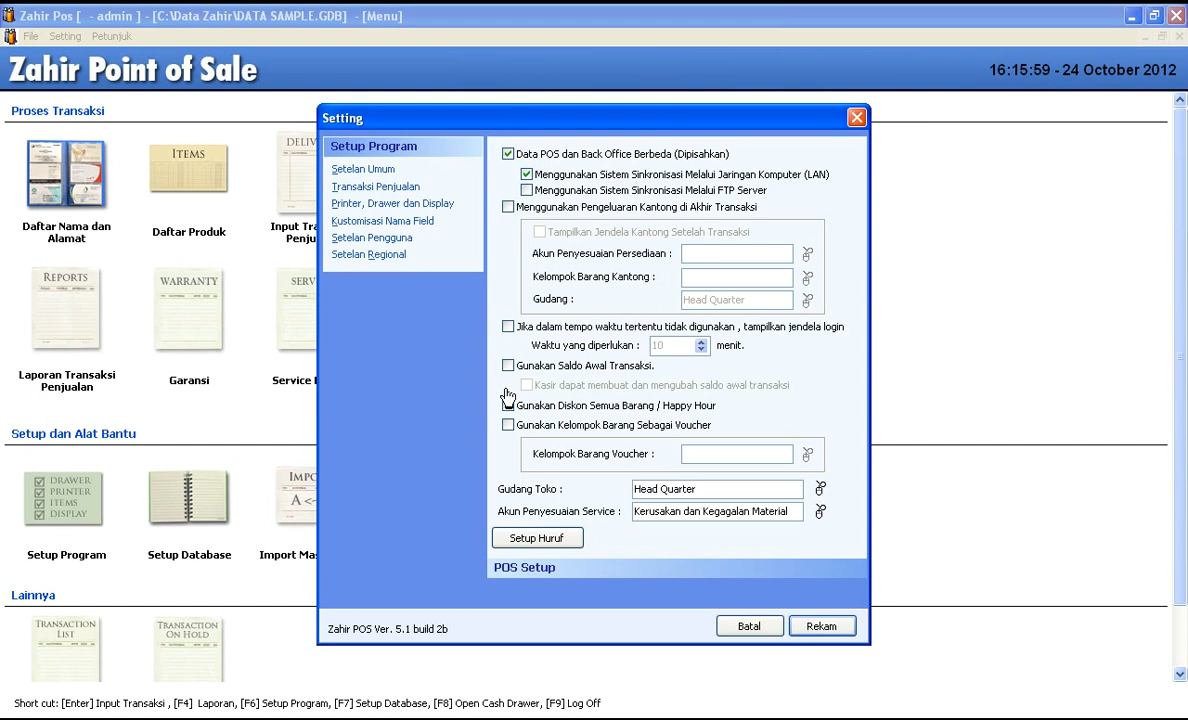 Zahir Pos [ - admin ] - [C:\Data Zahir\DATA SAMPLE.GDB] - [Menu]
File Setting Petunjuk
Zahir Point of Sale
16:15:59 - 24 October 2012
Proses Transaksi
ITEMS
DELIV
Daftar Nama dan
Alamat
Daftar Produk
Input Tra
Penju
REPORTS
WARRANTY
SERV
Laporan Transaksi
Penjualan
Garansi
Service
Setup dan Alat Bantu
DRAWER
PRINTER
ITEMS
DISPLAY
IMPO
A <-
Setup Program
Setup Database
Import Mas
Lainnya
TRANSACTION
LIST
TRANSACTION
ON HOLD
Short cut: [Enter] Input Transaksi , [F4] Laporan, [F6] Setup Program, [F7] Setup Database, [F8] Open Cash Drawer, [F9] Log Off
Setting
Setup Program
Setelan Umum
Transaksi Penjualan
Printer, Drawer dan Display
Kustomisasi Nama Field
Setelan Pengguna
Setelan Regional
Data POS dan Back Office Berbeda (Dipisahkan)
Menggunakan Sistem Sinkronisasi Melalui Jaringan Komputer (LAN)
Menggunakan Sistem Sinkronisasi Melalui FTP Server
Menggunakan Pengeluaran Kantong di Akhir Transaksi
Tampilkan Jendela Kantong Setelah Transaksi
Akun Penyesuaian Persediaan :
Kelompok Barang Kantong :
Gudang : Head Quarter
Jika dalam tempo waktu tertentu tidak digunakan , tampilkan jendela login
Waktu yang diperlukan : 10 menit.
Gunakan Saldo Awal Transaksi.
Kasir dapat membuat dan mengubah saldo awal transaksi
Gunakan Diskon Semua Barang / Happy Hour
Gunakan Kelompok Barang Sebagai Voucher
Kelompok Barang Voucher :
Gudang Toko : Head Quarter
Akun Penyesuaian Service : Kerusakan dan Kegagalan Material
Setup Huruf
POS Setup
Zahir POS Ver. 5.1 build 2b
Batal Rekam